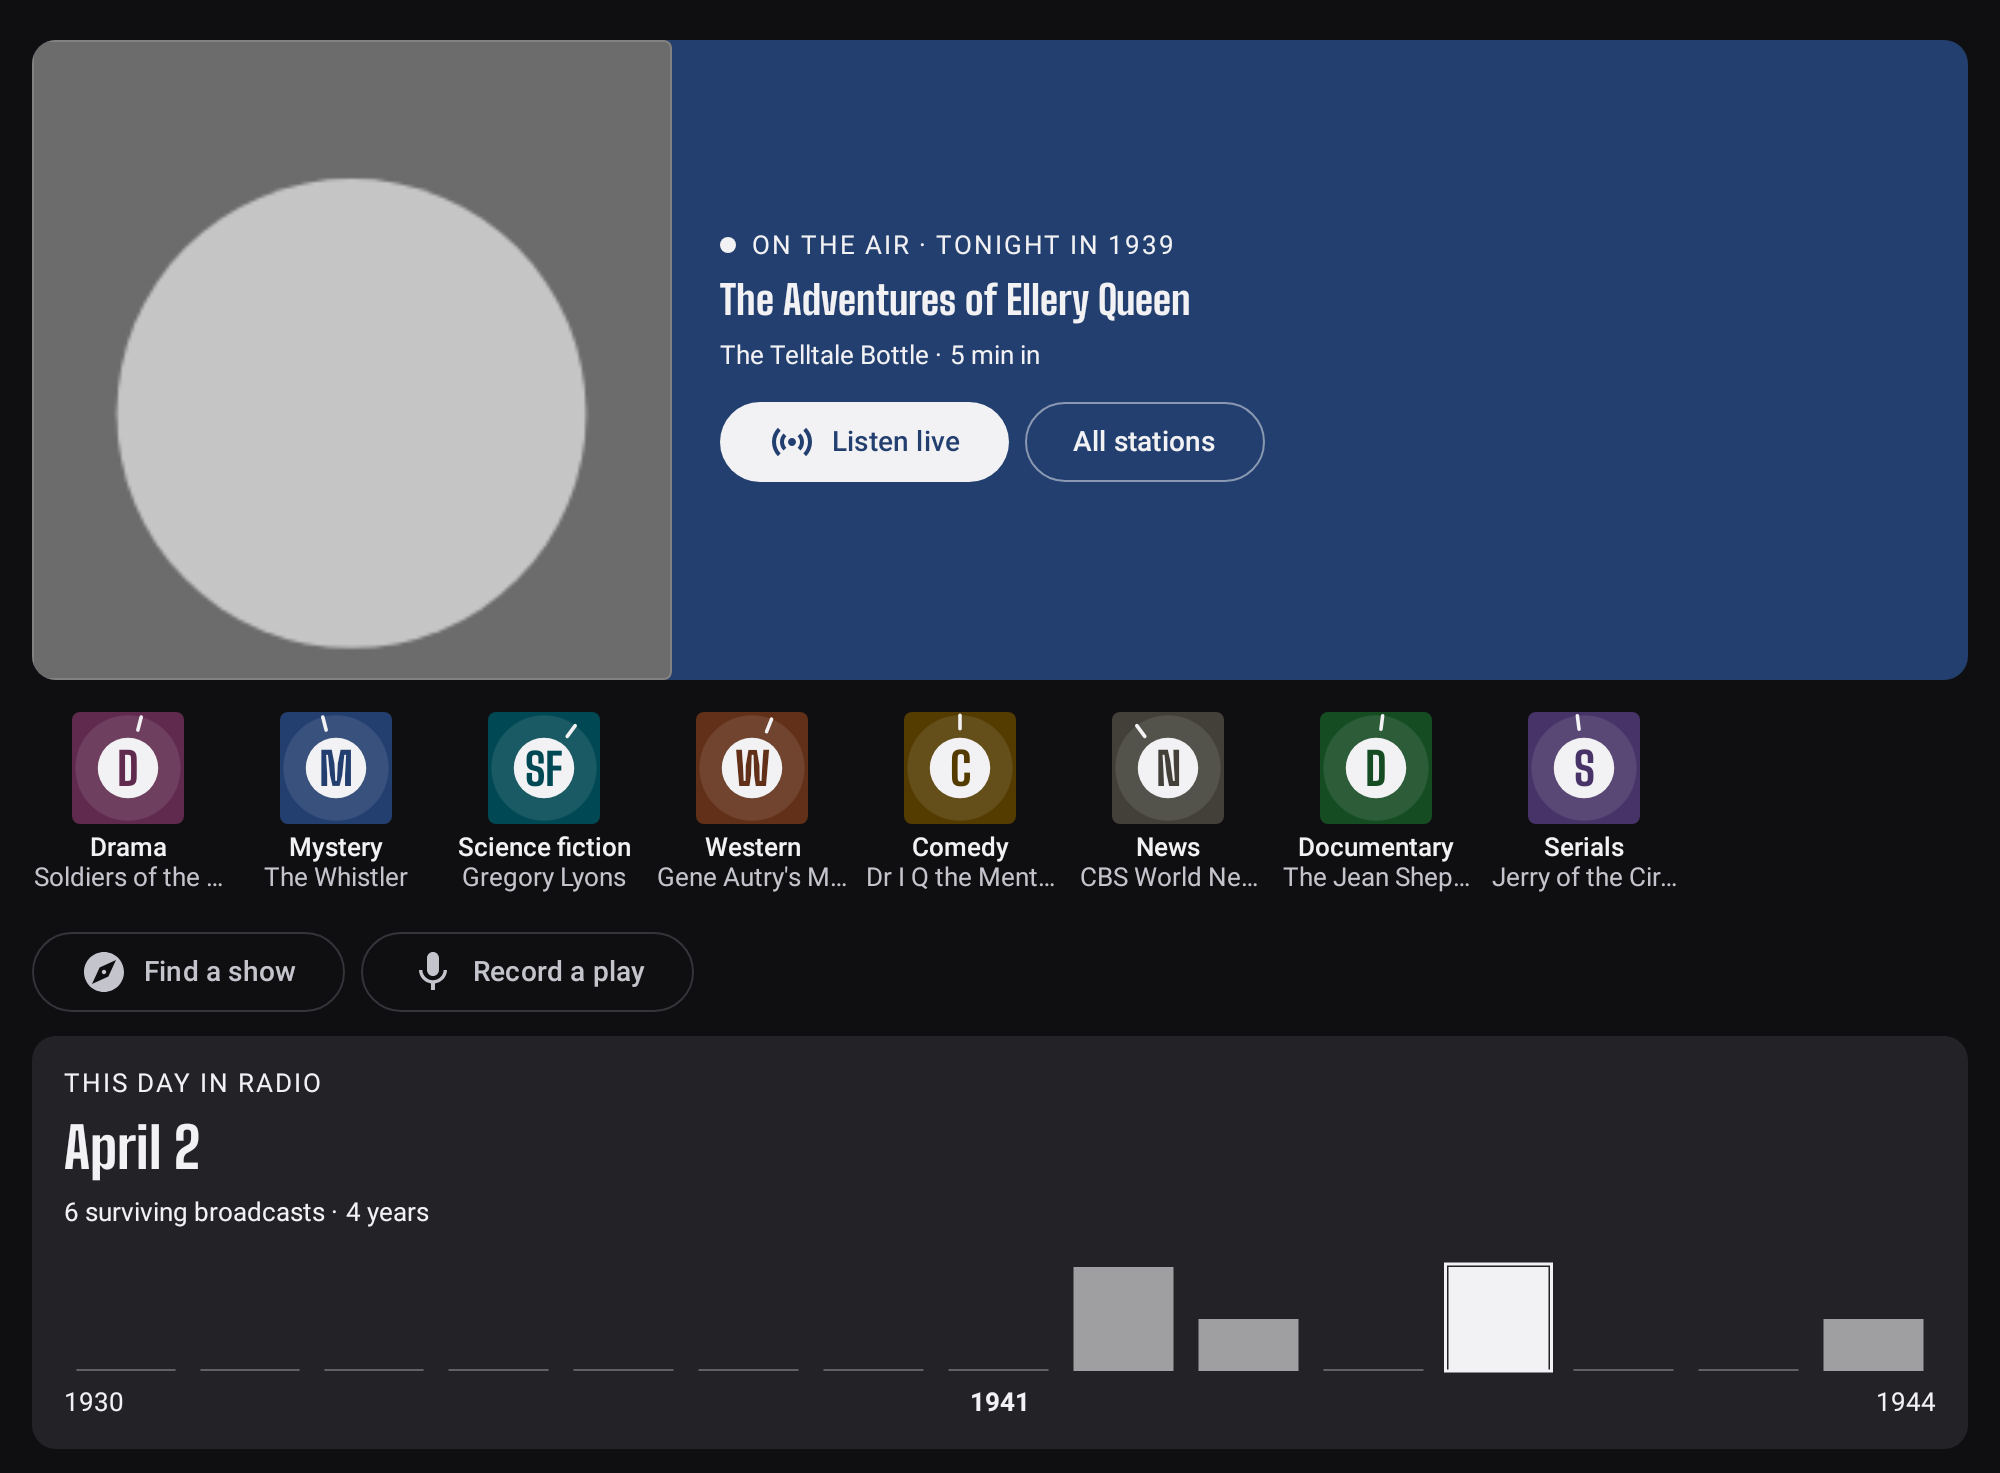 ON THE AIR · TONIGHT IN 1939
The Adventures of Ellery Queen
The Telltale Bottle · 5 min in
Listen live
All stations
D
M
SF
W
C
N
D
S
Drama
Mystery
Science fiction
Western
Comedy
News
Documentary
Serials
Soldiers of the ...
The Whistler
Gregory Lyons
Gene Autry's M...
Dr I Q the Ment...
CBS World Ne...
The Jean Shep...
Jerry of the Cir...
Find a show
Record a play
THIS DAY IN RADIO
April 2
6 surviving broadcasts · 4 years
1930
1941
1944